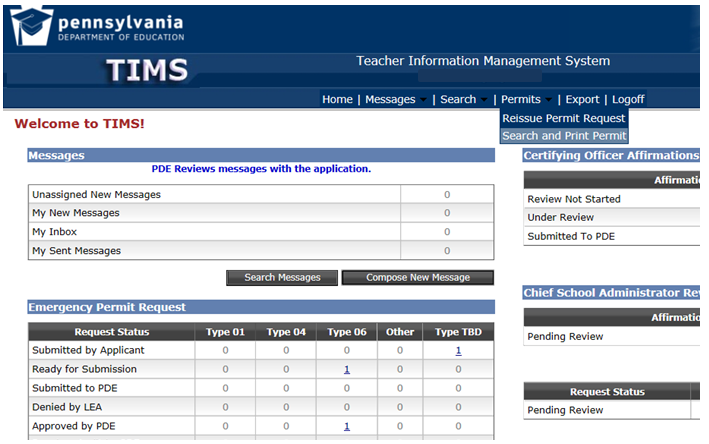 pennsylvania
DEPARTMENT OF EDUCATION
TIMS
Teacher Information Management System
Home | Messages | Search | Permits | Export | Logoff
Reissue Permit Request
Search and Print Permit
Welcome to TIMS!
Messages
PDE Reviews messages with the application.
Unassigned New Messages 0
My New Messages 0
My Inbox 0
My Sent Messages 0
Search Messages Compose New Message
Emergency Permit Request
Request Status Type 01 Type 04 Type 06 Other Type TBD
Submitted by Applicant 0 0 0 0 1
Ready for Submission 0 0 1 0 0
Submitted to PDE 0 0 0 0 0
Denied by LEA 0 0 0 0 0
Approved by PDE 0 0 1 0 0
Certifying Officer Affirmations
Affirmati
Review Not Started
Under Review
Submitted To PDE
Chief School Administrator Re
Affirmati
Pending Review
Request Status
Pending Review